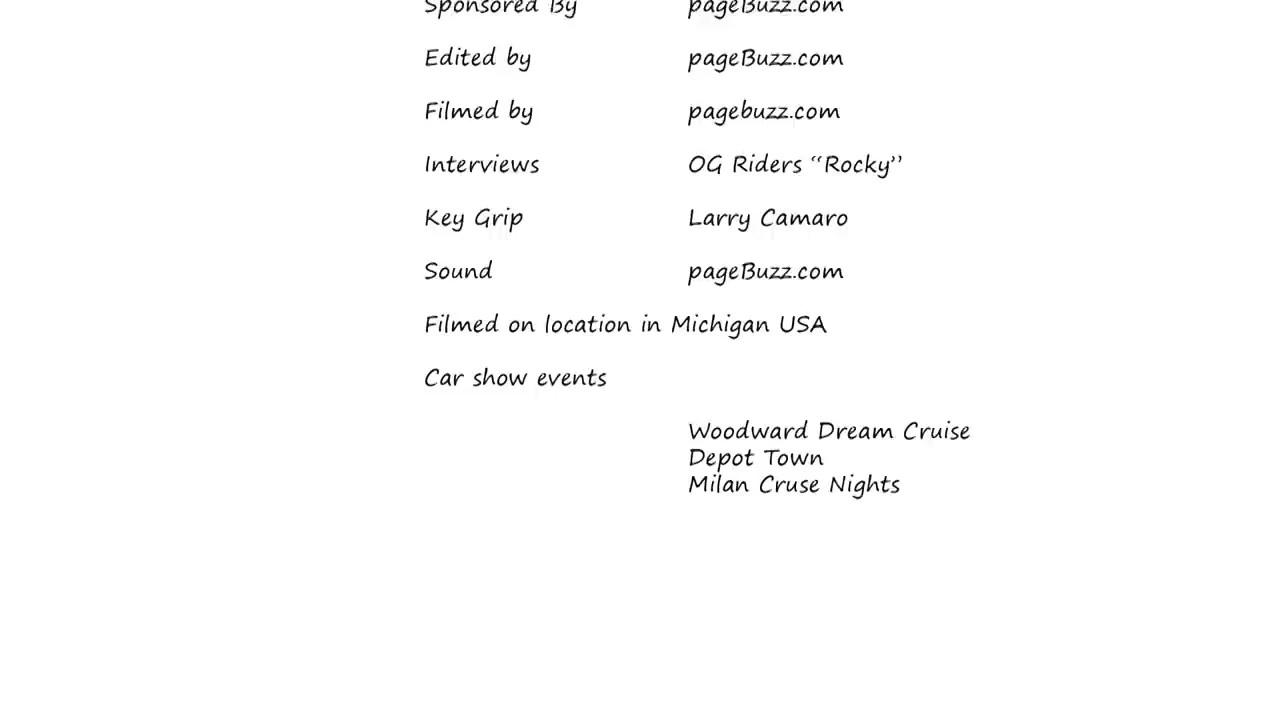 Sponsored By pageBuzz.com
Edited by pageBuzz.com
Filmed by pagebuzz.com
Interviews OG Riders “Rocky”
Key Grip Larry Camaro
Sound pageBuzz.com
Filmed on location in Michigan USA
Car show events
Woodward Dream Cruise
Depot Town
Milan Cruse Nights